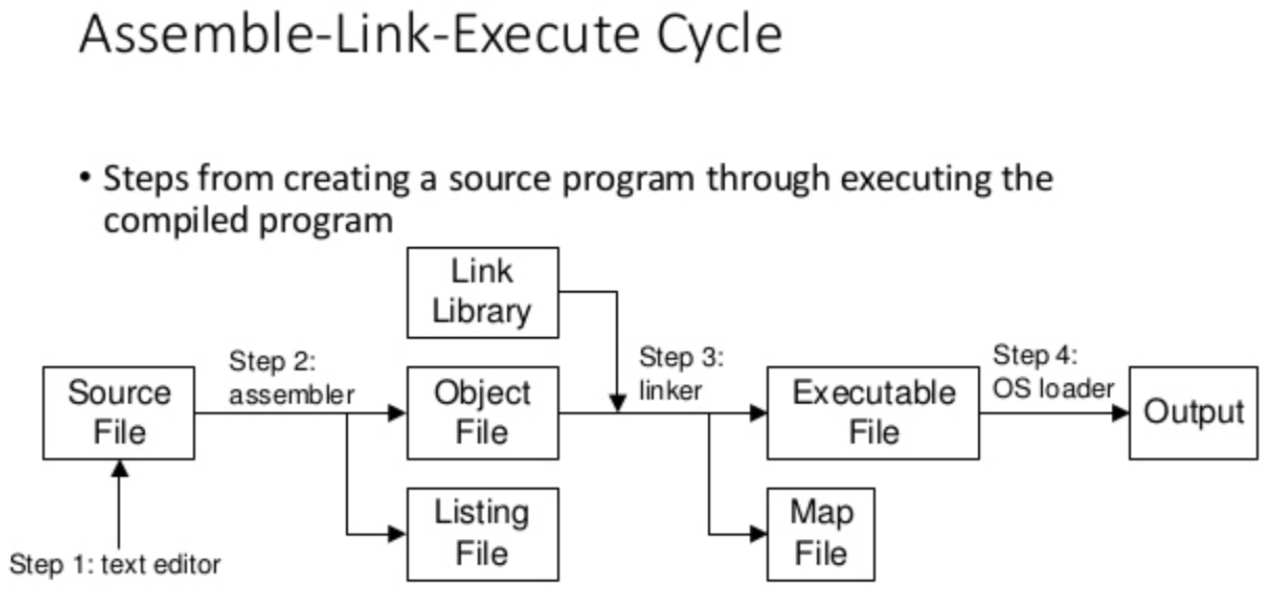 Assemble-Link-Execute Cycle
• Steps from creating a source program through executing the
compiled program
Link
Library
Step 2:
assembler
Step 3:
linker
Step 4:
OS loader
Source
File
Object
File
Executable
File
Output
Listing
File
Map
File
Step 1: text editor